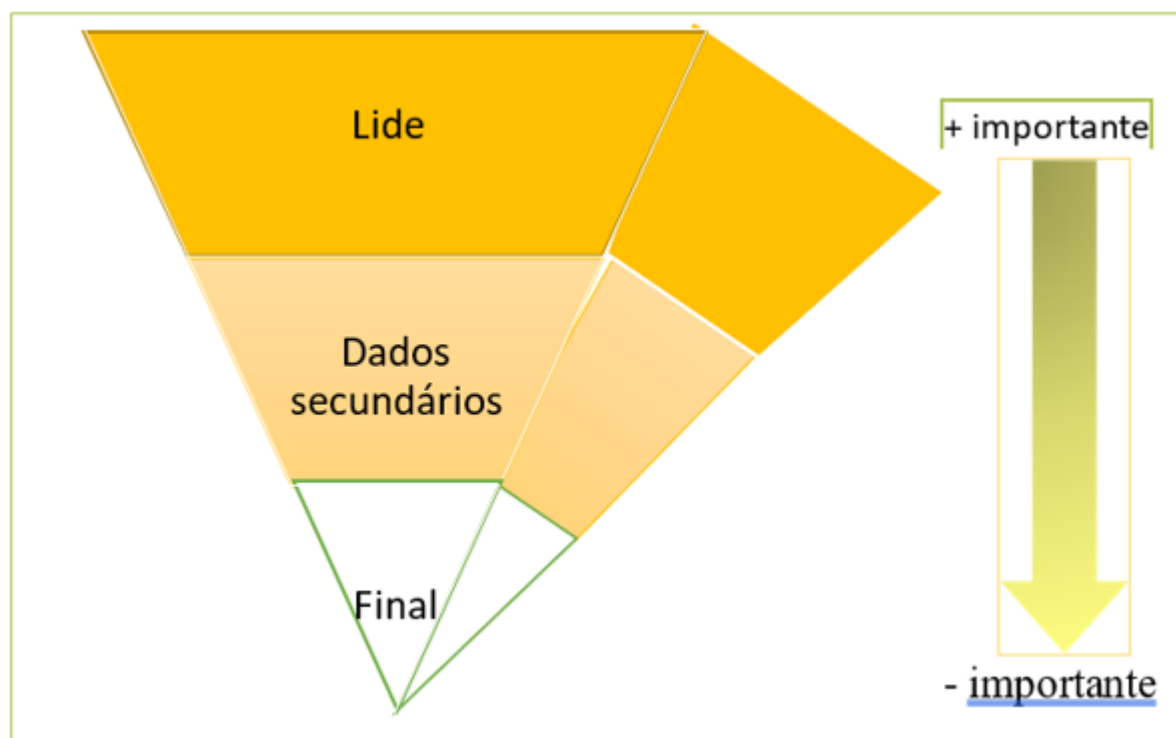 Lide
+ importante
Dados
secundários
Final
- importante